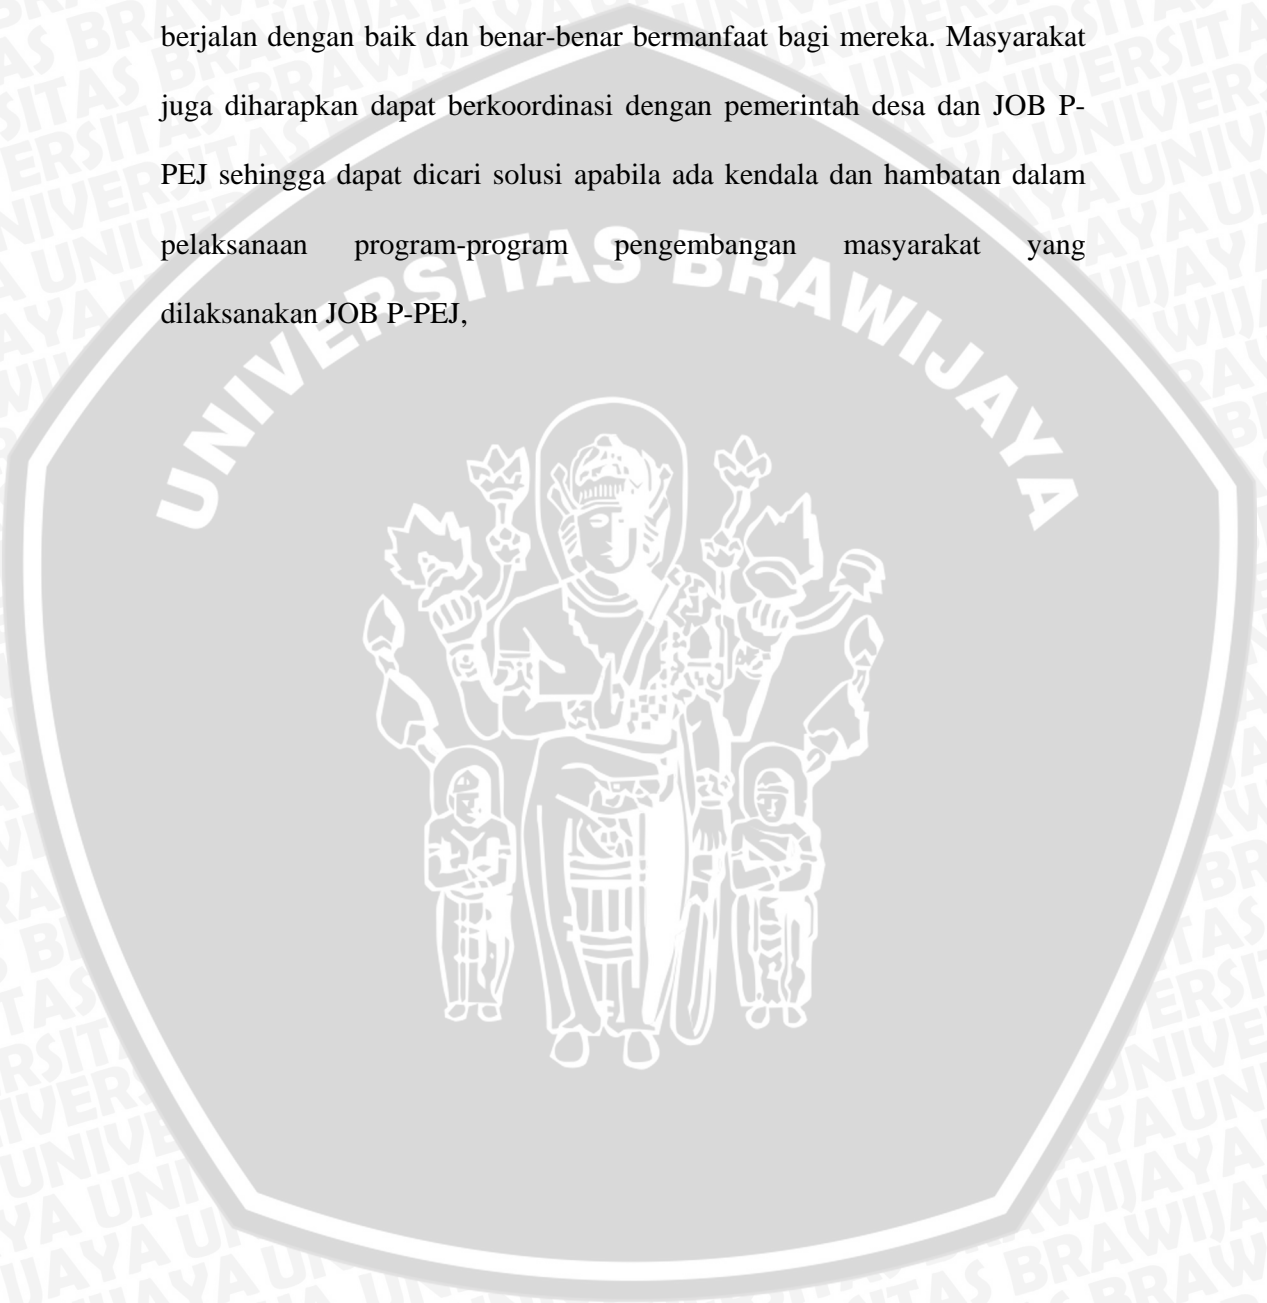 berjalan dengan baik dan benar-benar bermanfaat bagi mereka. Masyarakat
juga diharapkan dapat berkoordinasi dengan pemerintah desa dan JOB P-
PEJ sehingga dapat dicari solusi apabila ada kendala dan hambatan dalam
pelaksanaan program-program pengembangan masyarakat yang
dilaksanakan JOB P-PEJ,
UNIVERSITAS BRAWIJAYA